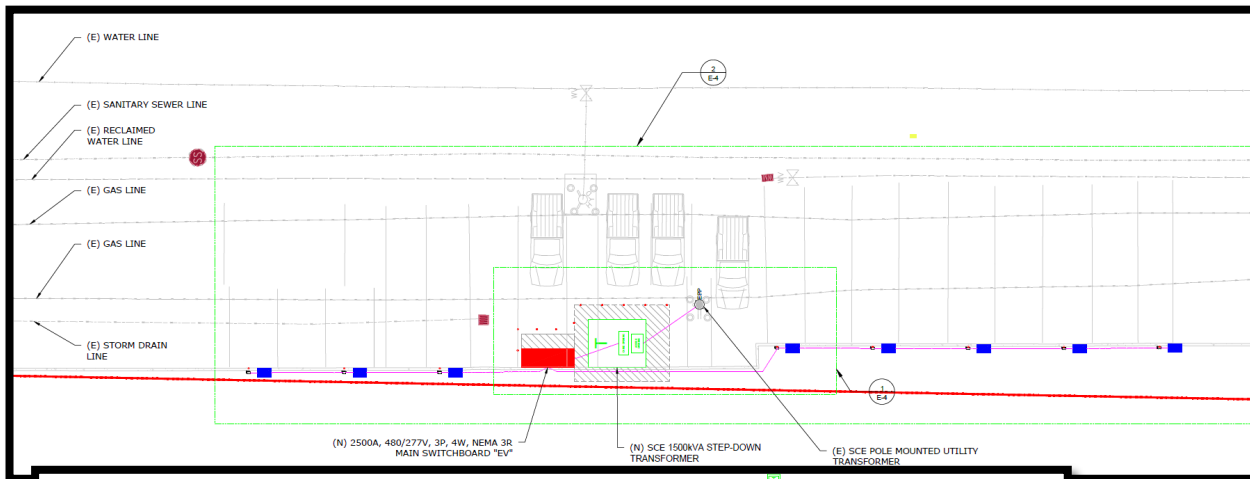 (E) WATER LINE
2
E-4
(E) SANITARY SEWER LINE
(E) RECLAIMED
WATER LINE
SS
(E) GAS LINE
(E) GAS LINE
(E) STORM DRAIN
LINE
T
1
E-4
(N) 2500A, 480/277V, 3P, 4W, NEMA 3R
MAIN SWITCHBOARD "EV"
(N) SCE 1500kVA STEP-DOWN
TRANSFORMER
(E) SCE POLE MOUNTED UTILITY
TRANSFORMER